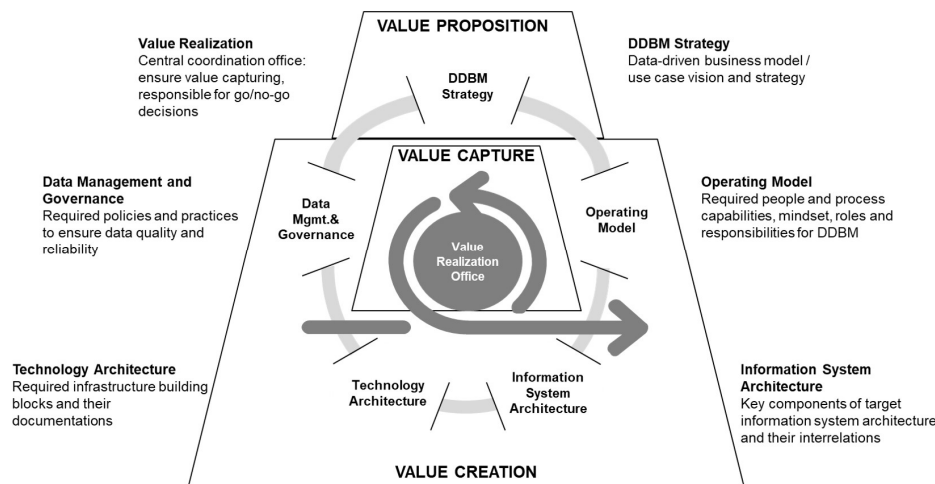 VALUE PROPOSITION
Value Realization
Central coordination office:
ensure value capturing,
responsible for go/no-go
decisions
DDBM Strategy
Data-driven business model /
use case vision and strategy
DDBM
Strategy
VALUE CAPTURE
Data Management and
Governance
Required policies and practices
to ensure data quality and
reliability
Data
Mgmt.&
Governance
Value
Realization
Office
Operating
Model
Operating Model
Required people and process
capabilities, mindset, roles and
responsibilities for DDBM
Technology Architecture
Required infrastructure building
blocks and their
documentations
Technology
Architecture
Information
System
Architecture
Information System
Architecture
Key components of target
information system architecture
and their interrelations
VALUE CREATION